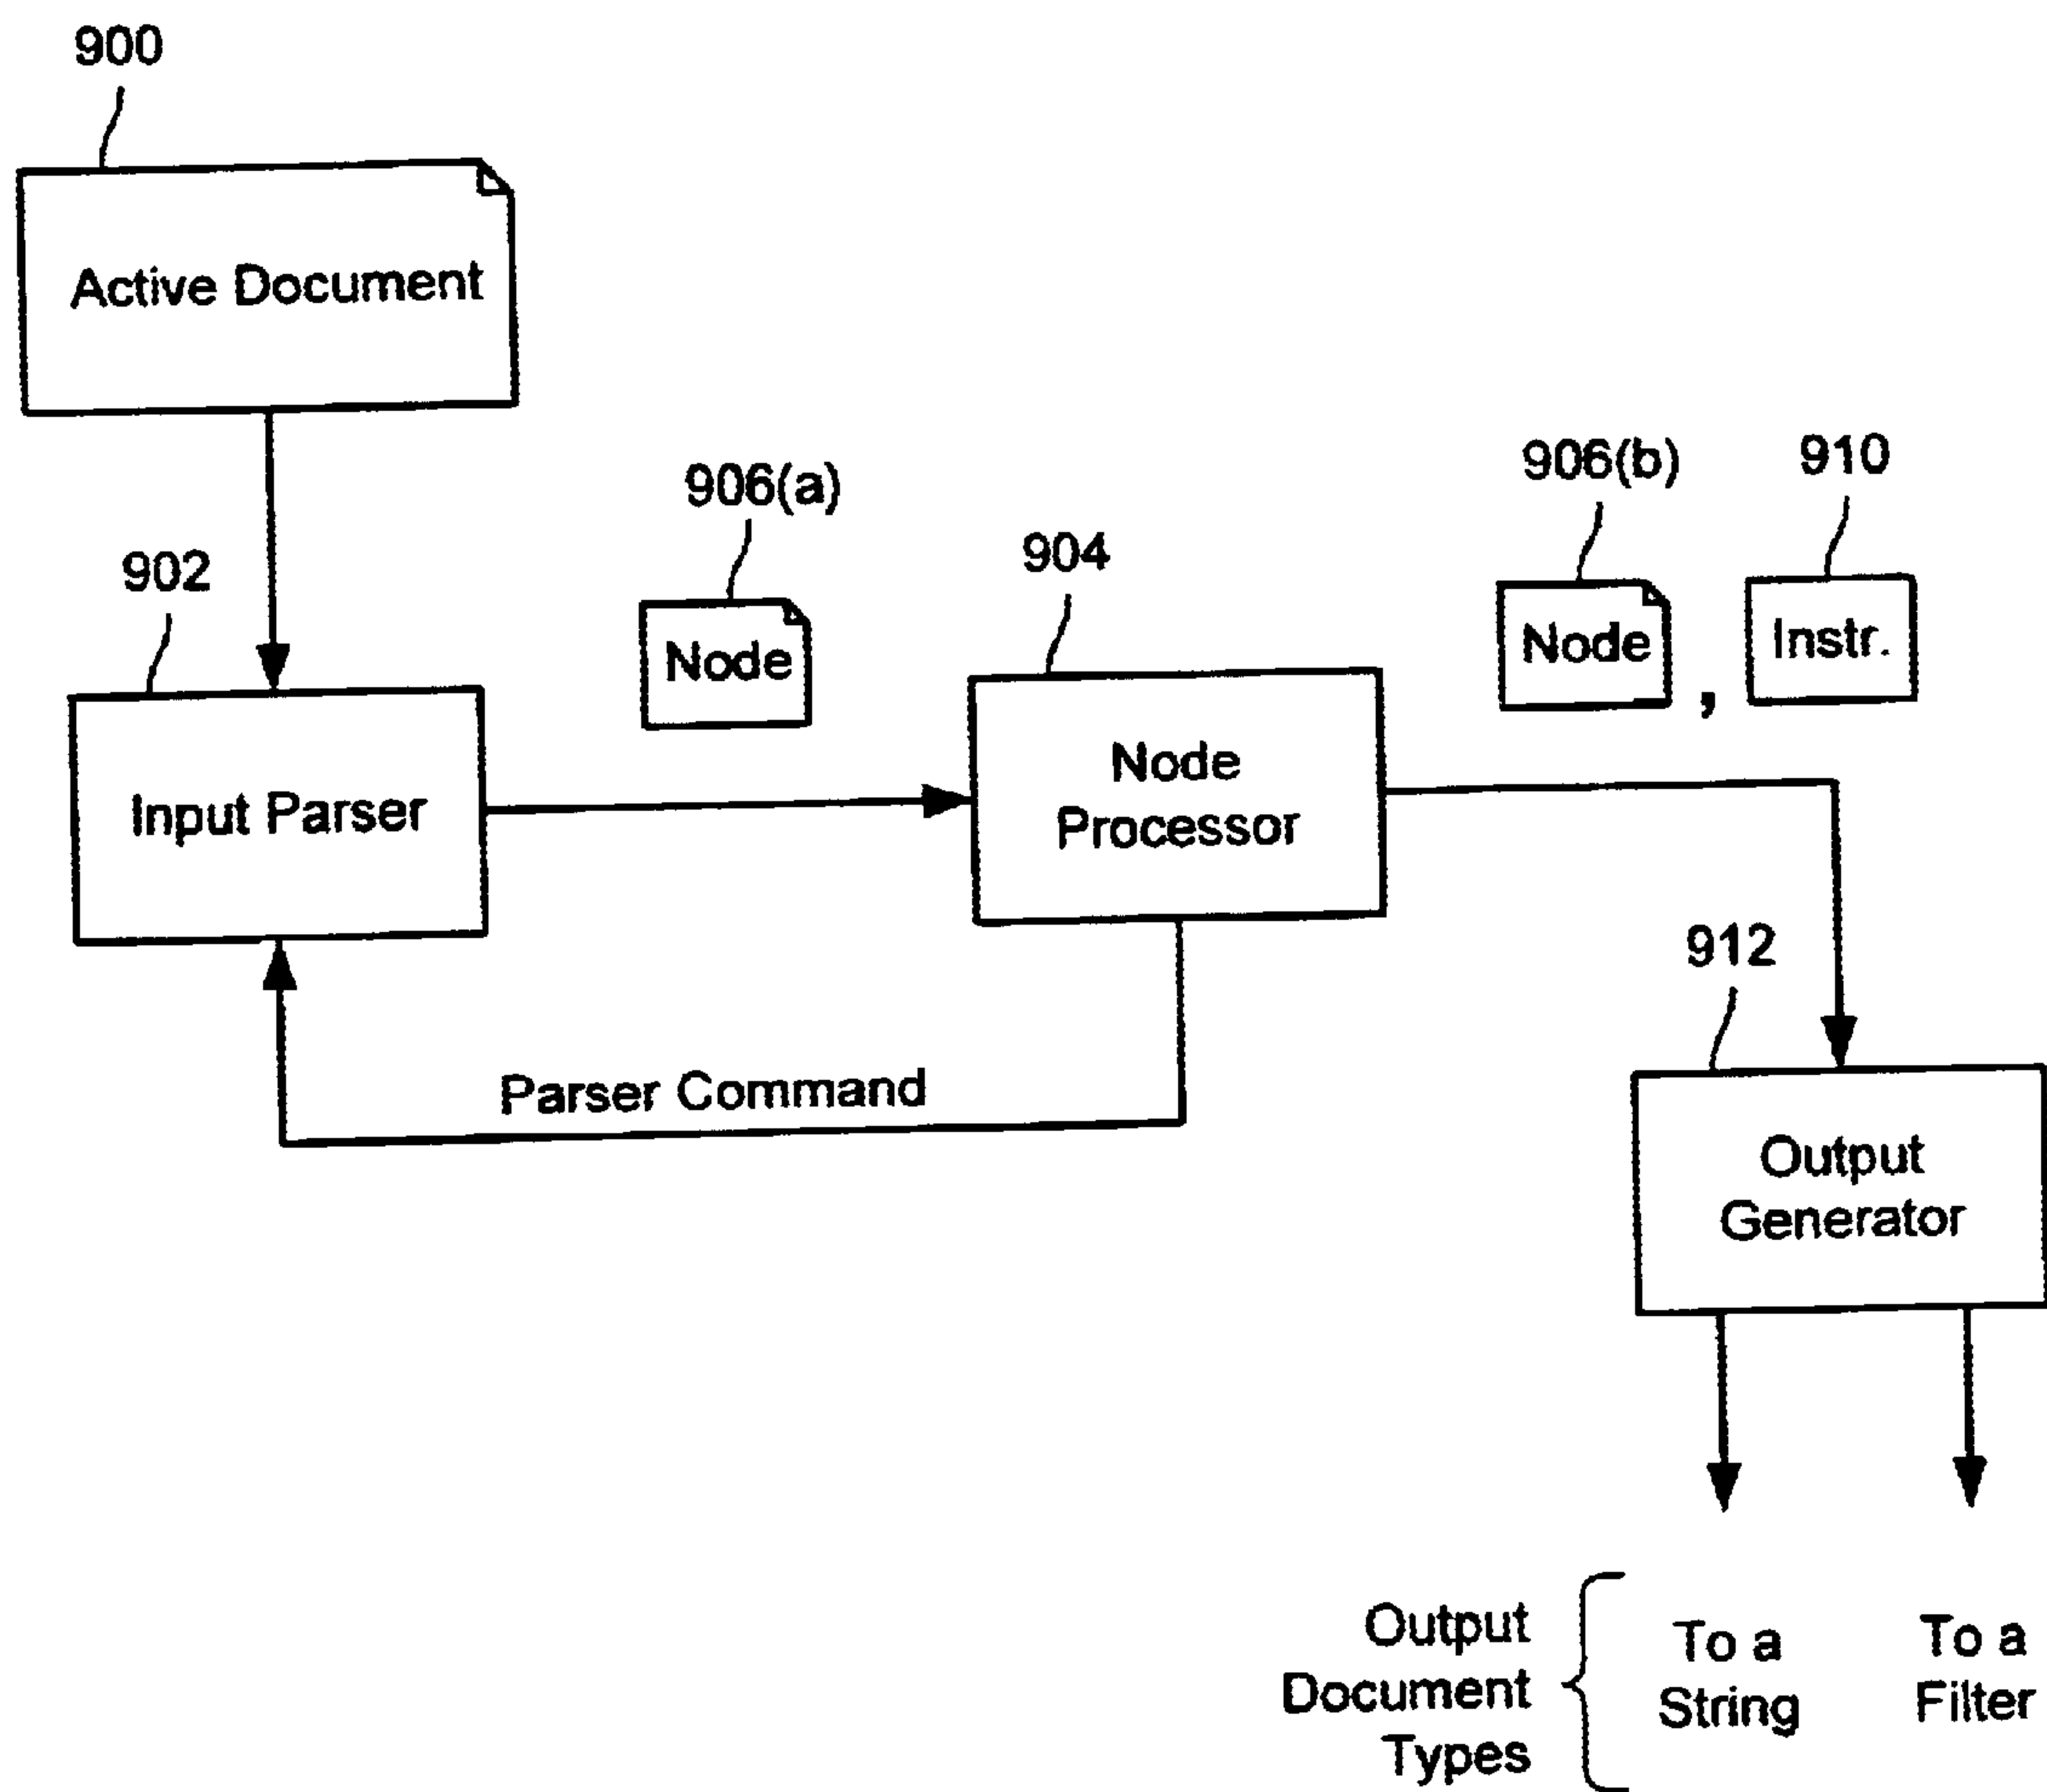 900
Active Document
906(a)
906(b)
910
902
904
Node
Node
,
Instr.
Node
Processor
Input Parser
912
Parser Command
Output
Generator
Output
Document
Types
To a
String
To a
Filter